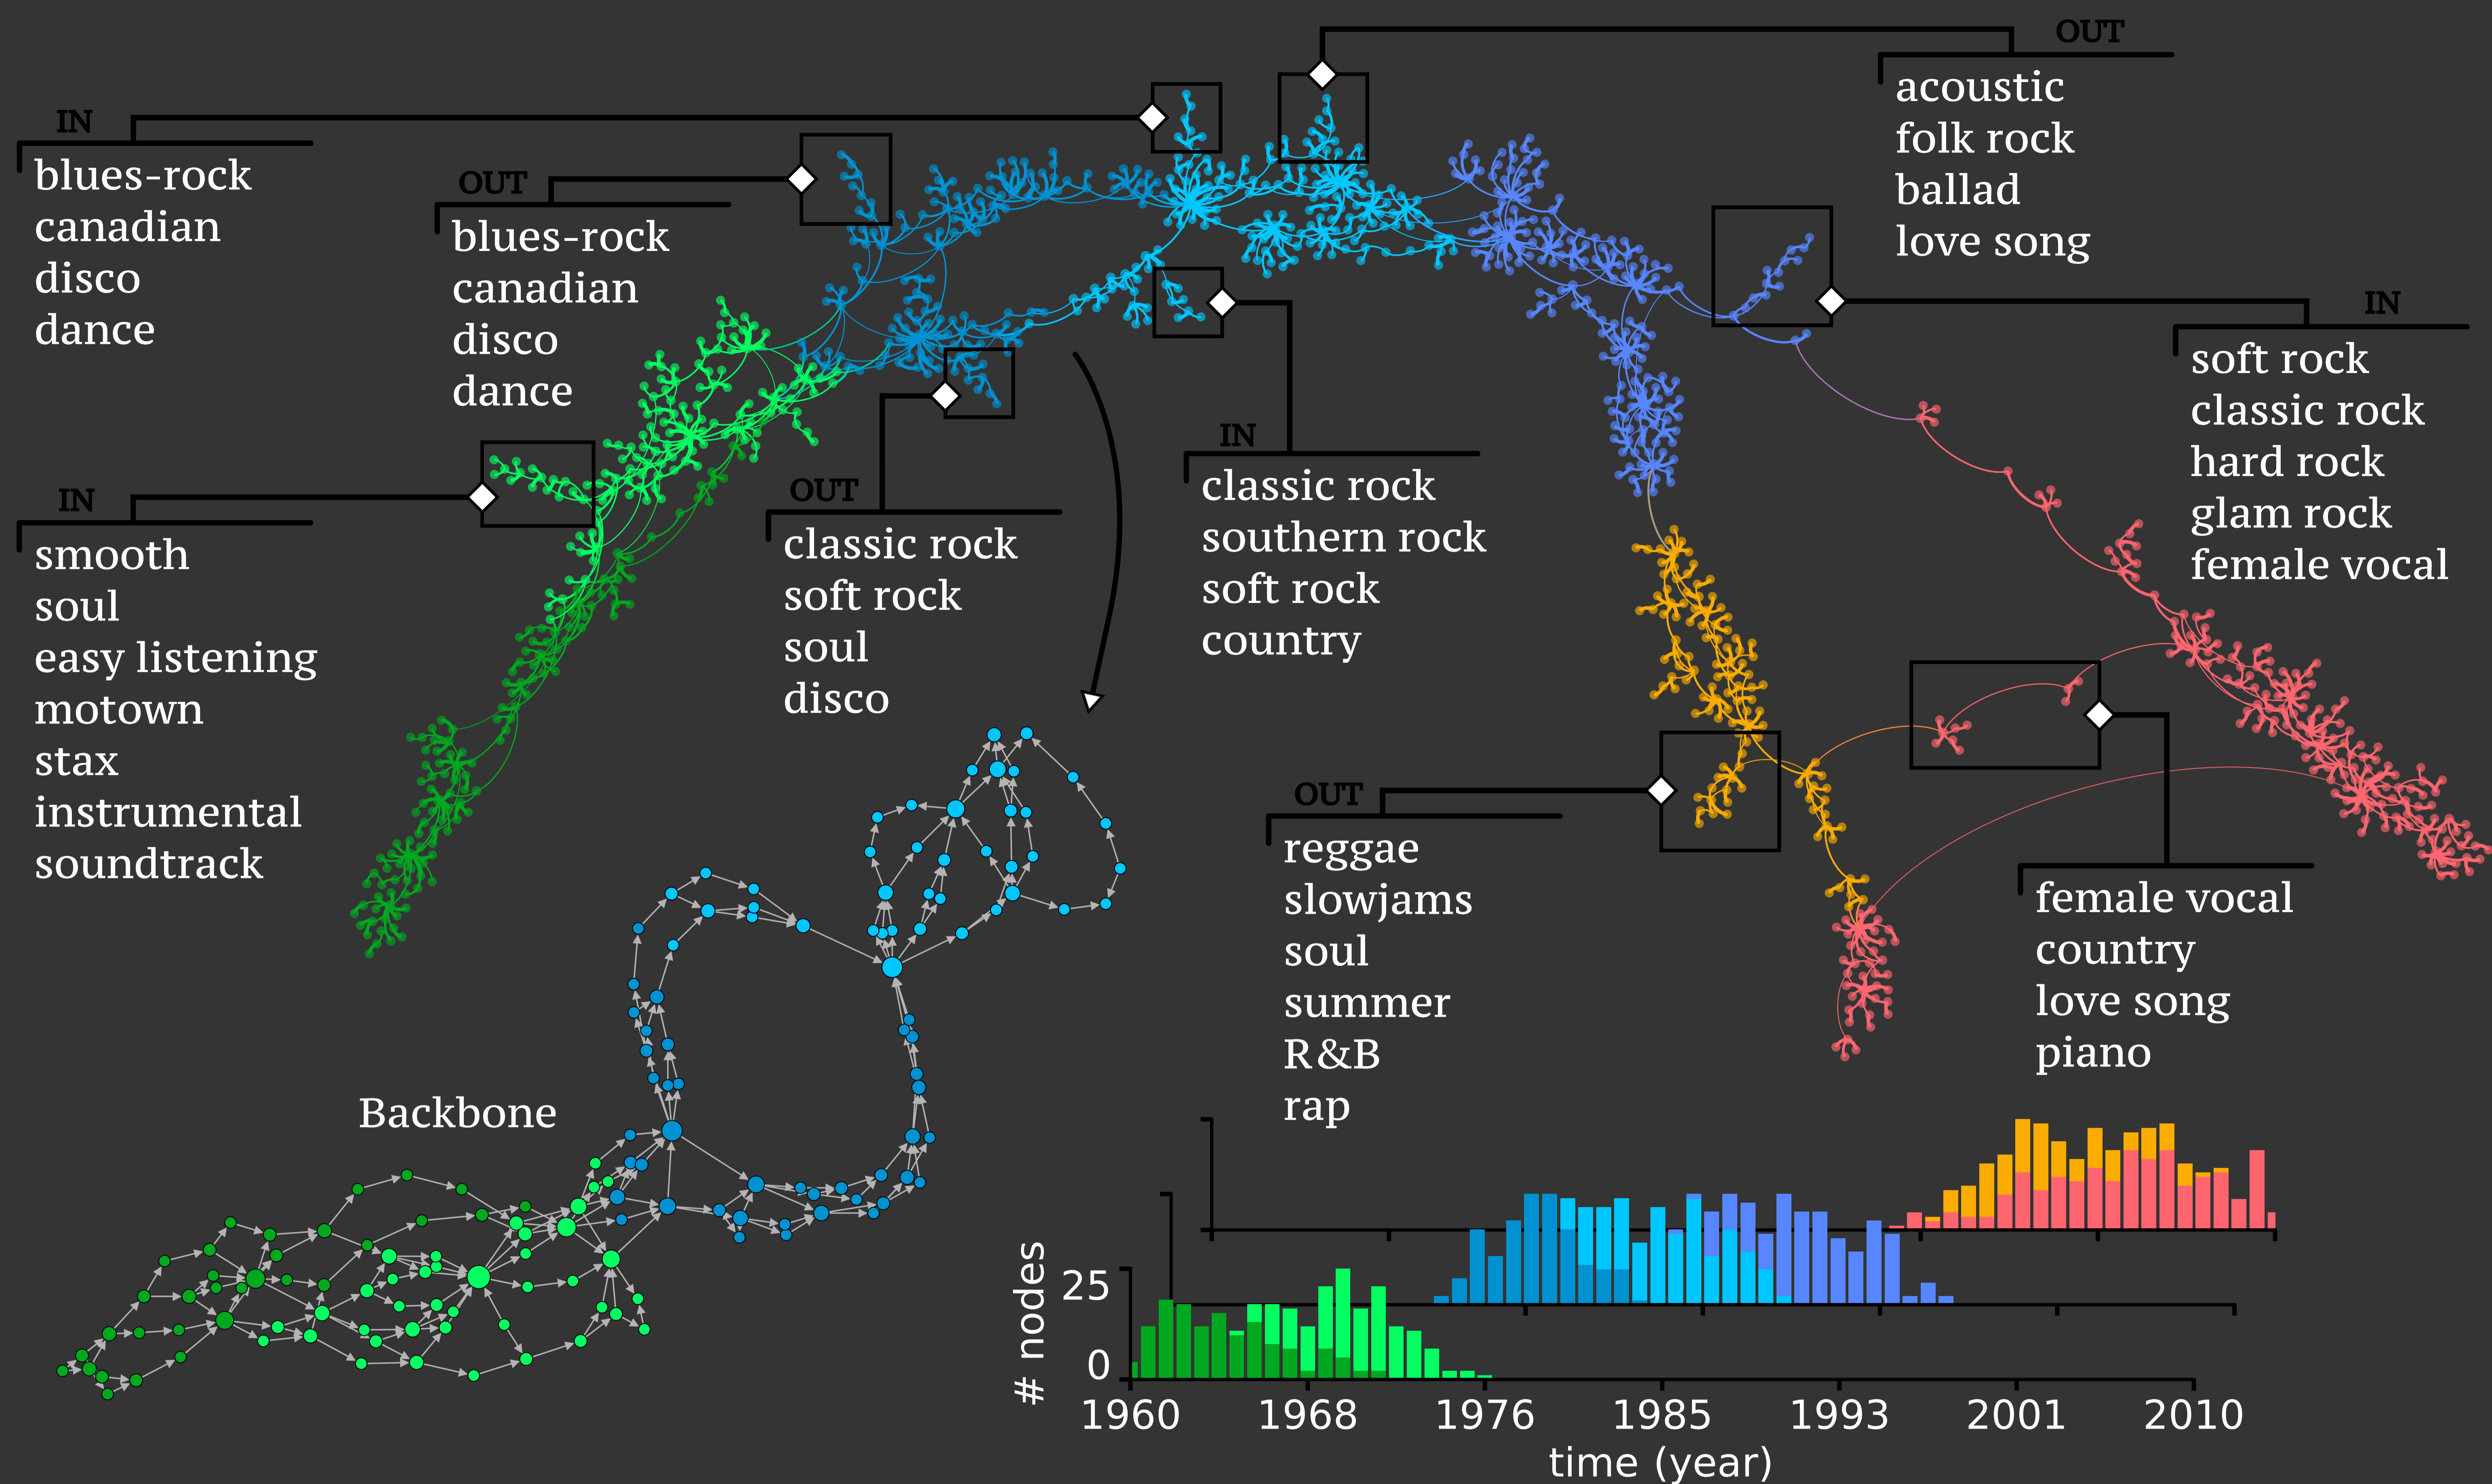 OUT
acoustic
folk rock
ballad
love song
IN
blues-rock
canadian
disco
dance
OUT
blues-rock
canadian
disco
dance
IN
soft rock
classic rock
hard rock
glam rock
female vocal
IN
classic rock
southern rock
soft rock
country
OUT
classic rock
soft rock
soul
disco
IN
smooth
soul
easy listening
motown
stax
instrumental
soundtrack
OUT
reggae
slowjams
soul
summer
R&B
rap
female vocal
country
love song
piano
Backbone
# nodes
25
0
1960 1968 1976 1985 1993 2001 2010
time (year)